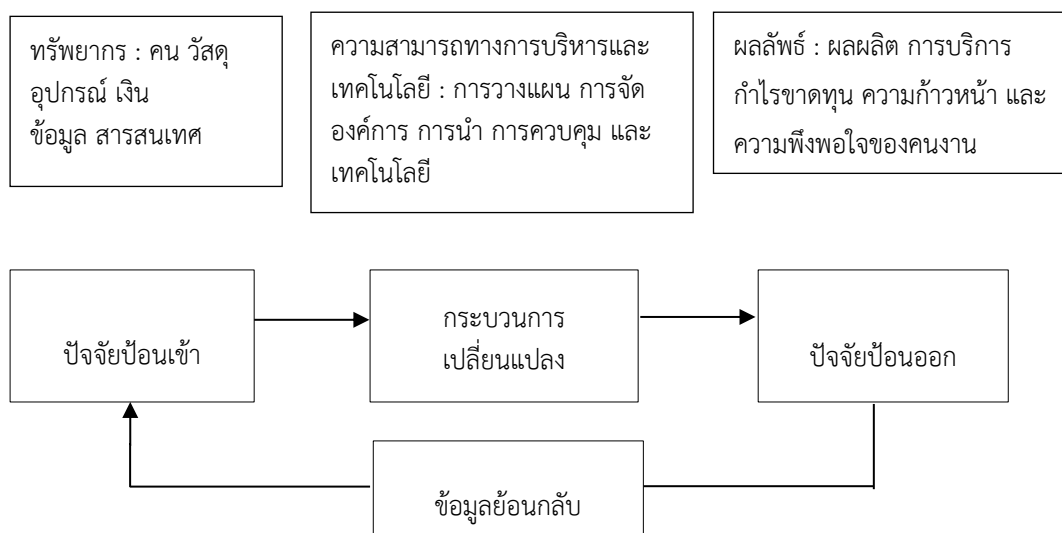 ทรัพยากร : คน วัสดุ
อุปกรณ์ เงิน
ข้อมูล สารสนเทศ
ความสามารถทางการบริหารและ
เทคโนโลยี : การวางแผน การจัด
องค์การ การนำ การควบคุม และ
เทคโนโลยี
ผลลัพธ์ : ผลผลิต การบริการ
กำไรขาดทุน ความก้าวหน้า และ
ความพึงพอใจของคนงาน
ปัจจัยป้อนเข้า
กระบวนการ
เปลี่ยนแปลง
ปัจจัยป้อนออก
ข้อมูลย้อนกลับ